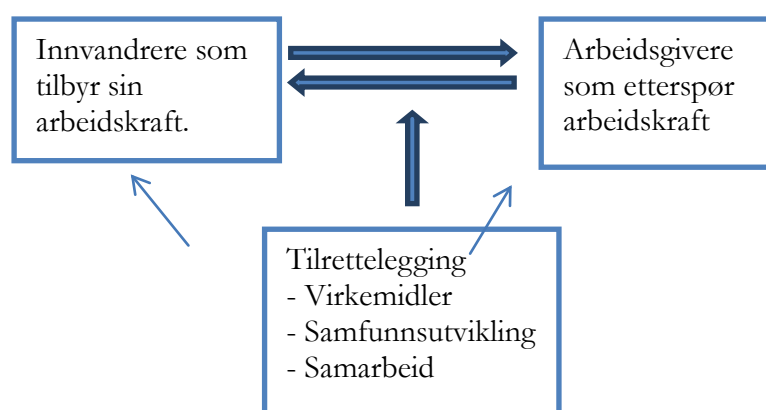 Innvandrere som
tilbyr sin
arbeidskraft.
Arbeidsgivere
som etterspør
arbeidskraft
Tilrettelegging
- Virkemidler
- Samfunnsutvikling
- Samarbeid